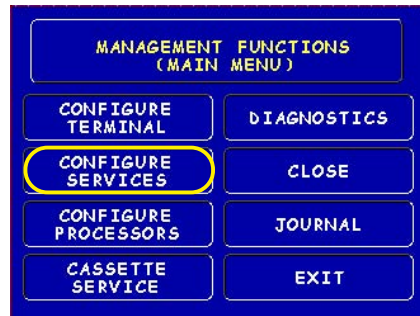 MANAGEMENT FUNCTIONS
(MAIN MENU)
CONFIGURE
TERMINAL
DIAGNOSTICS
CONFIGURE
SERVICES
CLOSE
CONFIGURE
PROCESSORS
JOURNAL
CASSETTE
SERVICE
EXIT